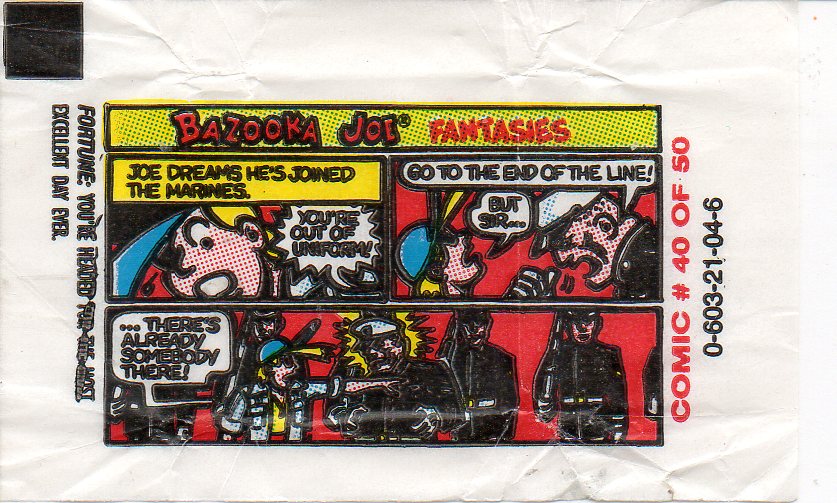 BAZOOKA JOE® FANTASIES
JOE DREAMS HE'S JOINED
THE MARINES.
YOU'RE
OUT OF
UNIFORM!
GO TO THE END OF THE LINE!
BUT
SIR...
... THERE'S
ALREADY
SOMEBODY
THERE!
FORTUNE: YOU'RE HEADED FOR THE MOST
EXCELLENT DAY EVER.
COMIC # 40 OF 50
0-603-21-04-6